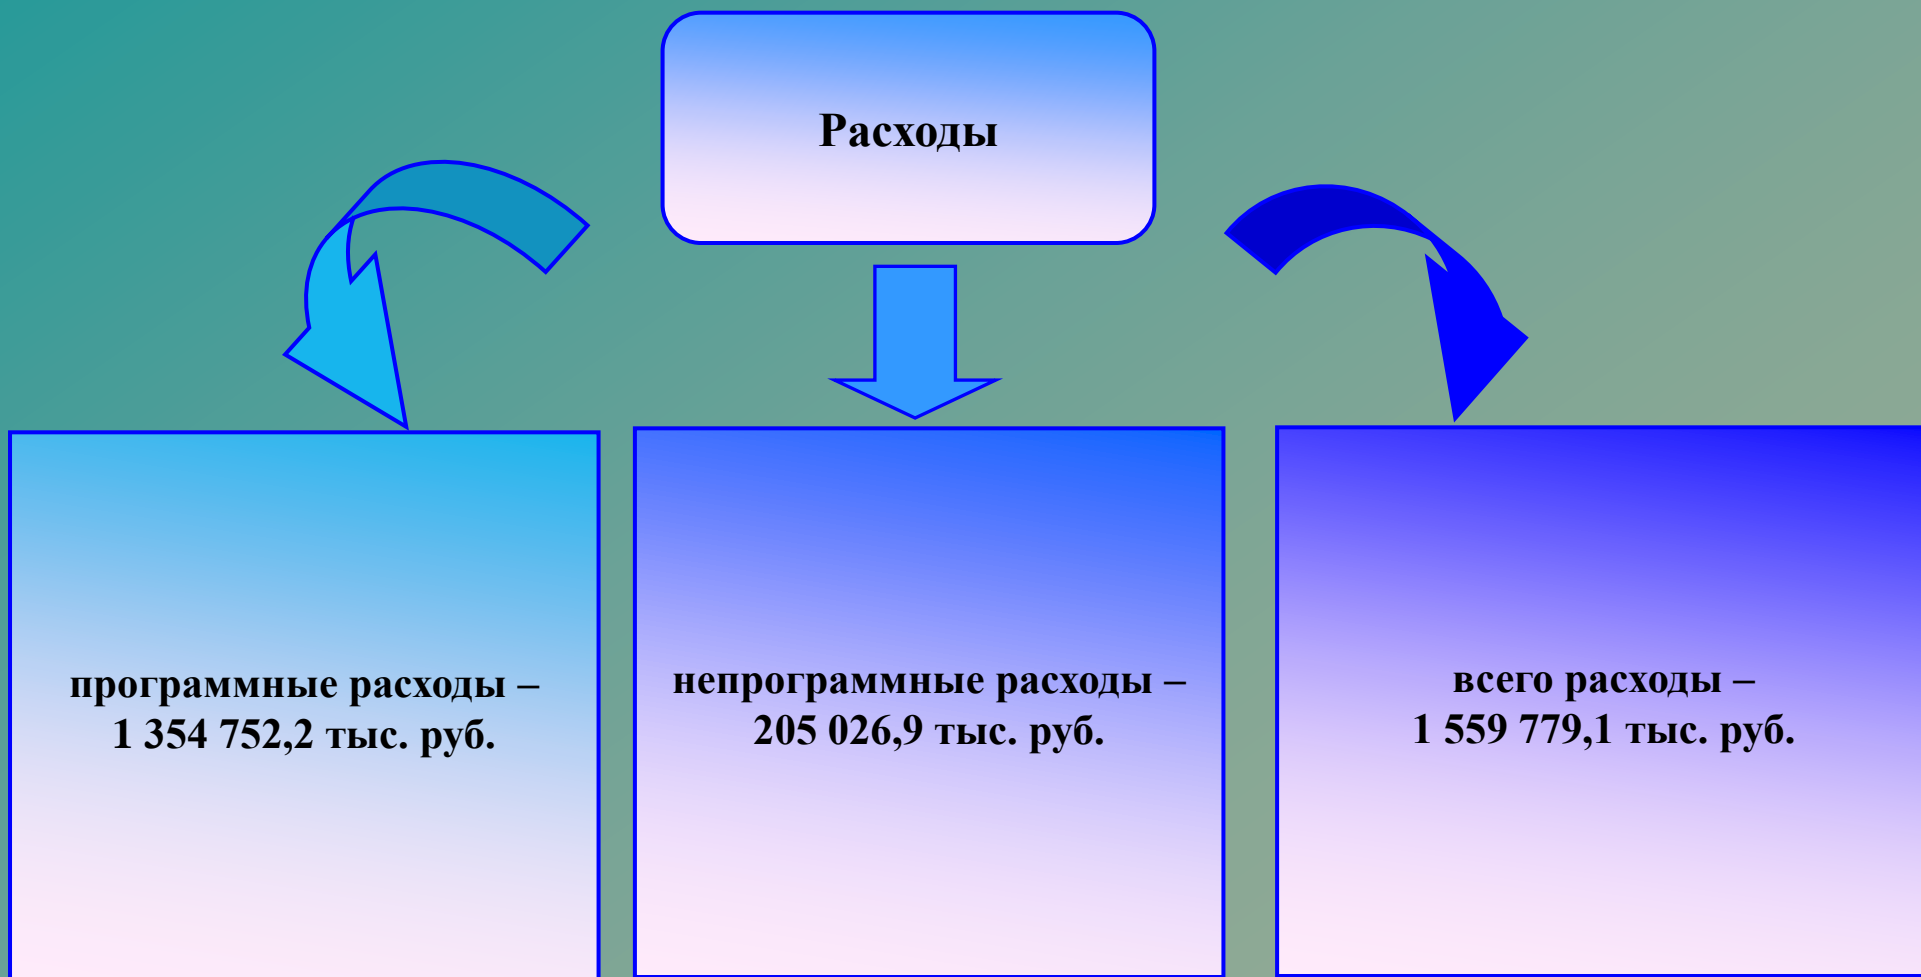 Расходы
программные расходы –
1 354 752,2 тыс. руб.
непрограммные расходы –
205 026,9 тыс. руб.
всего расходы –
1 559 779,1 тыс. руб.